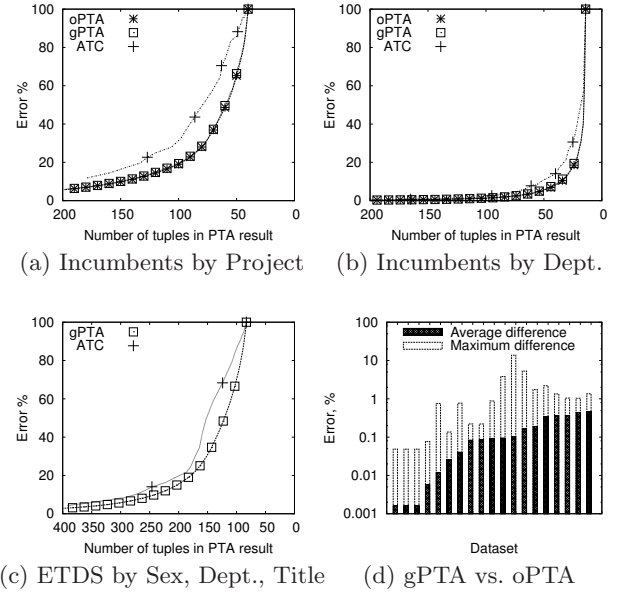 100
80
60
40
20
0
Error %
oPTA
gPTA
ATC
200 150 100 50 0
Number of tuples in PTA result
(a) Incumbents by Project
100
80
60
40
20
0
Error %
oPTA
gPTA
ATC
200 150 100 50 0
Number of tuples in PTA result
(b) Incumbents by Dept.
100
80
60
40
20
0
Error %
gPTA
ATC
400 350 300 250 200 150 100 50 0
Number of tuples in PTA result
(c) ETDS by Sex, Dept., Title
100
10
1
0.1
0.01
0.001
Error, %
Average difference
Maximum difference
Dataset
(d) gPTA vs. oPTA